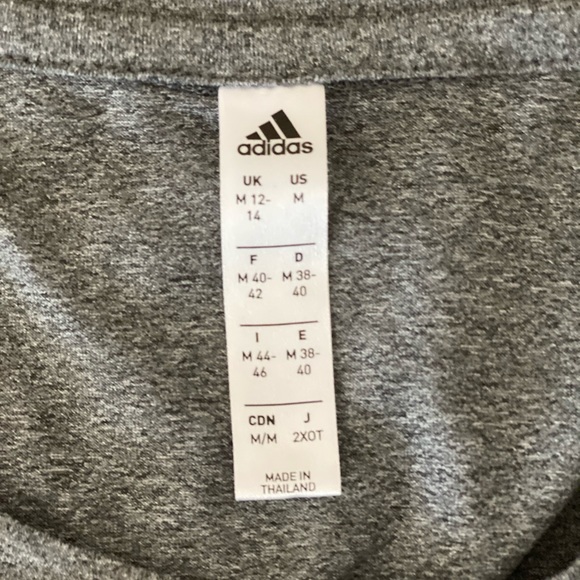 adidas
UK US
M 12- M
14
F D
M 40- M 38-
42 40
I E
M 44- M 38-
46 40
CDN J
M/M 2XOT
MADE IN
THAILAND